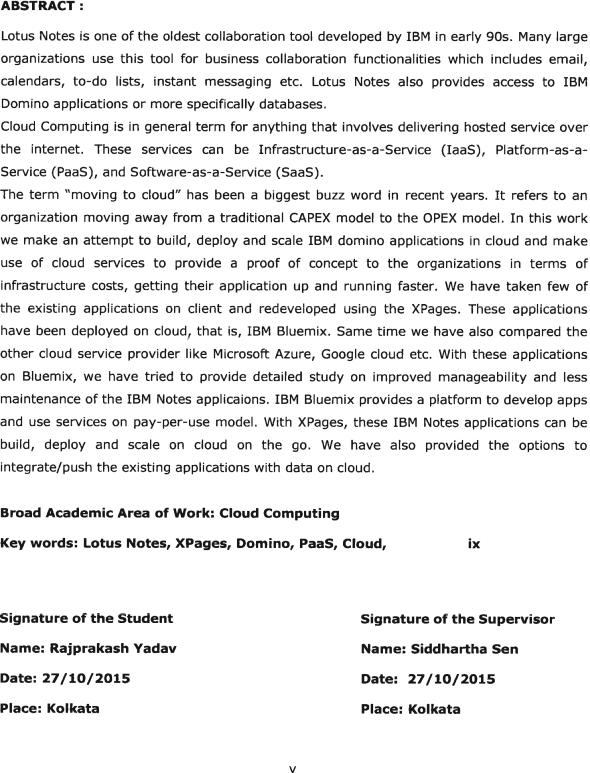 ABSTRACT :
Lotus Notes is one of the oldest collaboration tool developed by IBM in early 90s. Many large
organizations use this tool for business collaboration functionalities which includes email,
calendars, to-do lists, instant messaging etc. Lotus Notes also provides access to IBM
Domino applications or more specifically databases.
Cloud Computing is in general term for anything that involves delivering hosted service over
the internet. These services can be Infrastructure-as-a-Service (IaaS), Platform-as-a-
Service (PaaS), and Software-as-a-Service (SaaS).
The term "moving to cloud" has been a biggest buzz word in recent years. It refers to an
organization moving away from a traditional CAPEX model to the OPEX model. In this work
we make an attempt to build, deploy and scale IBM domino applications in cloud and make
use of cloud services to provide a proof of concept to the organizations in terms of
infrastructure costs, getting their application up and running faster. We have taken few of
the existing applications on client and redeveloped using the XPages. These applications
have been deployed on cloud, that is, IBM Bluemix. Same time we have also compared the
other cloud service provider like Microsoft Azure, Google cloud etc. With these applications
on Bluemix, we have tried to provide detailed study on improved manageability and less
maintenance of the IBM Notes applicaions. IBM Bluemix provides a platform to develop apps
and use services on pay-per-use model. With XPages, these IBM Notes applications can be
build, deploy and scale on cloud on the go. We have also provided the options to
integrate/push the existing applications with data on cloud.
Broad Academic Area of Work: Cloud Computing
Key words: Lotus Notes, XPages, Domino, PaaS, Cloud, ix
Signature of the Student Signature of the Supervisor
Name: Rajprakash Yadav Name: Siddhartha Sen
Date: 27/10/2015 Date: 27/10/2015
Place: Kolkata Place: Kolkata
v